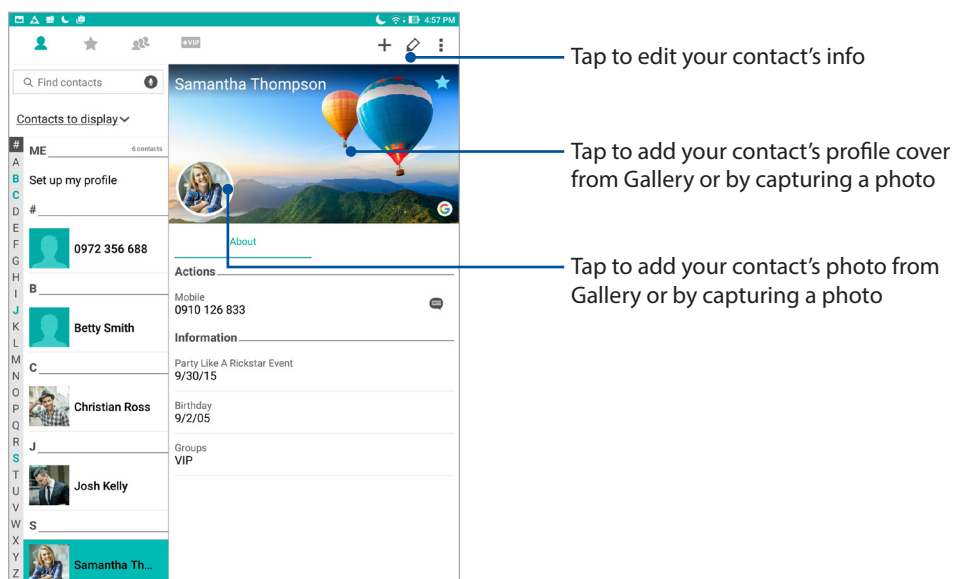 4:57 PM
VIP
Find contacts
Contacts to display
ME
6 contacts
Set up my profile
#
0972 356 688
B
Betty Smith
C
Christian Ross
J
Josh Kelly
S
Samantha Th...
#
A
B
C
D
E
F
G
H
I
J
K
L
M
N
O
P
Q
R
S
T
U
V
W
X
Y
Z
Samantha Thompson
G
About
Actions
Mobile
0910 126 833
Information
Party Like A Rickstar Event
9/30/15
Birthday
9/2/05
Groups
VIP
Tap to edit your contact’s info
Tap to add your contact’s profile cover
from Gallery or by capturing a photo
Tap to add your contact’s photo from
Gallery or by capturing a photo